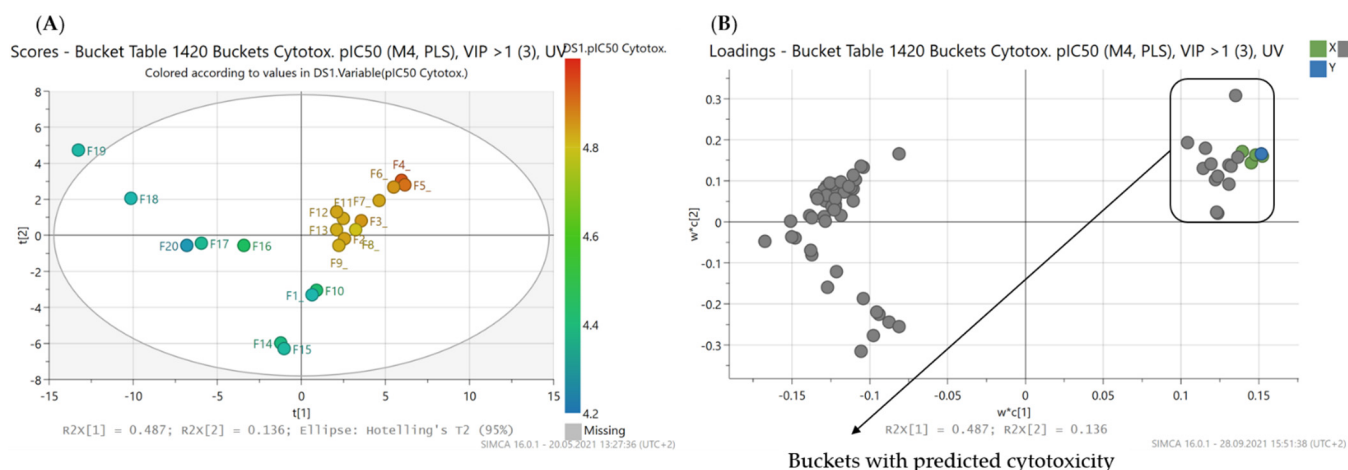 (A)
Scores - Bucket Table 1420 Buckets Cytotox. pIC50 (M4, PLS), VIP >1 (3), UV
DS1.pIC50 Cytotox.
Colored according to values in DS1.Variable(pIC50 Cytotox.)
8
6
4
2
0
-2
-4
-6
-8
t[2]
F19
F18
F20
F17
F16
F6_
F4_
F5_
F12
F11
F7_
F3_
F13
F2_
F8_
F9_
F1_
F10
F14
F15
-15
-10
-5
0
5
10
15
t[1]
4.8
4.6
4.4
4.2
Missing
R2X[1] = 0.487; R2X[2] = 0.136; Ellipse: Hotelling's T2 (95%)
SIMCA 16.0.1 - 20.05.2021 13:27:36 (UTC+2)
(B)
Loadings - Bucket Table 1420 Buckets Cytotox. pIC50 (M4, PLS), VIP >1 (3), UV
X
Y
0.3
0.2
0.1
0
-0.1
-0.2
-0.3
w*c[2]
-0.15
-0.1
-0.05
0
0.05
0.1
0.15
w*c[1]
R2X[1] = 0.487; R2X[2] = 0.136
SIMCA 16.0.1 - 28.09.2021 15:51:38 (UTC+2)
Buckets with predicted cytotoxicity